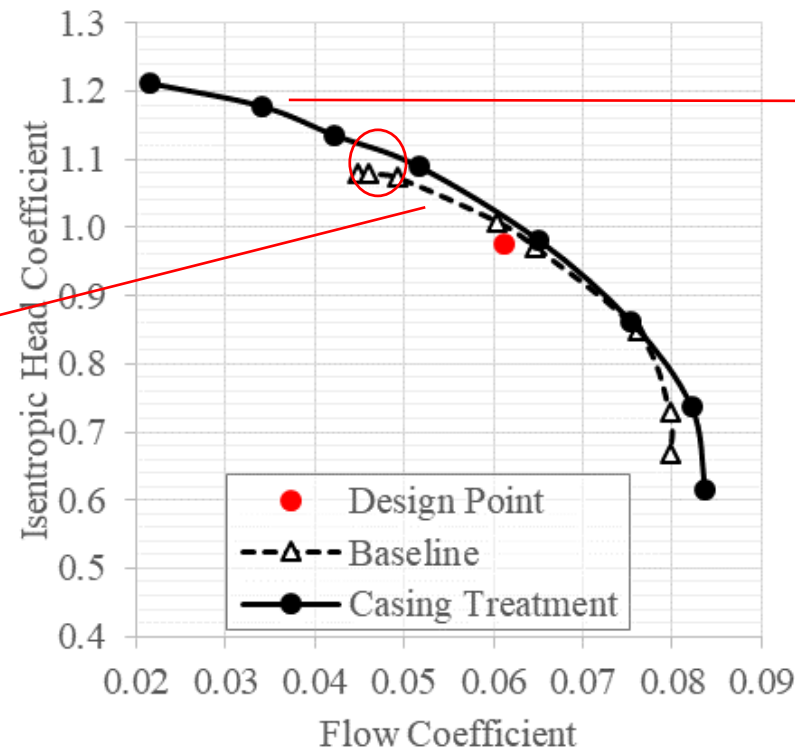 1.3
1.2
1.1
1.0
0.9
0.8
0.7
0.6
0.5
0.4
Isentropic Head Coefficient
Design Point
Baseline
Casing Treatment
0.02 0.03 0.04 0.05 0.06 0.07 0.08 0.09
Flow Coefficient